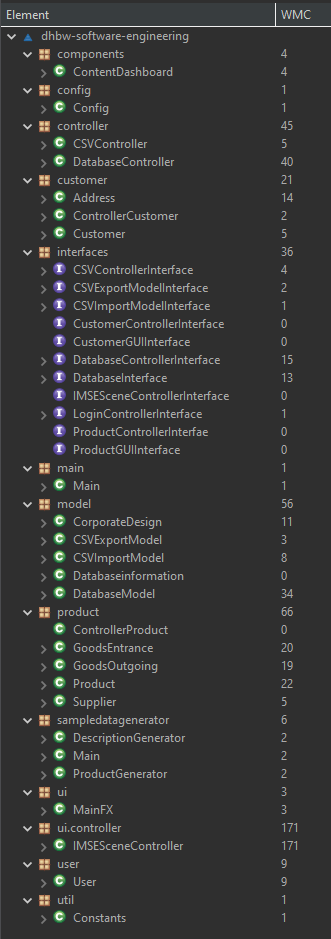 Element WMC
dhbw-software-engineering
components 4
ContentDashboard 4
config 1
Config 1
controller 45
CSVController 5
DatabaseController 40
customer 21
Address 14
ControllerCustomer 2
Customer 5
interfaces 36
CSVControllerInterface 4
CSVExportModelInterface 2
CSVImportModelInterface 1
CustomerControllerInterface 0
CustomerGUIInterface 0
DatabaseControllerInterface 15
DatabaseInterface 13
IMSESceneControllerInterface 0
LoginControllerInterface 1
ProductControllerInterfae 0
ProductGUIInterface 0
main 1
Main 1
model 56
CorporateDesign 11
CSVExportModel 3
CSVImportModel 8
Databaseinformation 0
DatabaseModel 34
product 66
ControllerProduct 0
GoodsEntrance 20
GoodsOutgoing 19
Product 22
Supplier 5
sampledatagenerator 6
DescriptionGenerator 2
Main 2
ProductGenerator 2
ui 3
MainFX 3
ui.controller 171
IMSESceneController 171
user 9
User 9
util 1
Constants 1